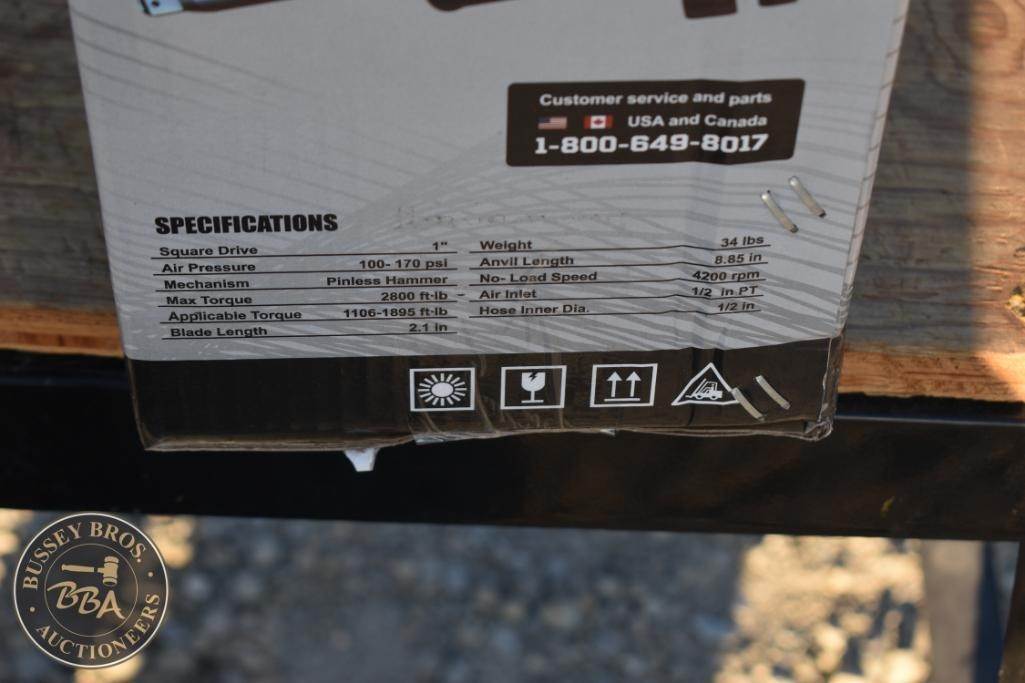 Customer service and parts
USA and Canada
1-800-649-8017
SPECIFICATIONS
Square Drive 1"
Air Pressure 100- 170 psi
Mechanism Pinless Hammer
Max Torque 2800 ft-lb
Applicable Torque 1106-1895 ft-lb
Blade Length 2.1 in
Weight 34 lbs
Anvil Length 8.85 in
No- Load Speed 4200 rpm
Air Inlet 1/2 in PT
Hose Inner Dia. 1/2 in
BUSSEY BROS.
BBA
AUCTIONEERS